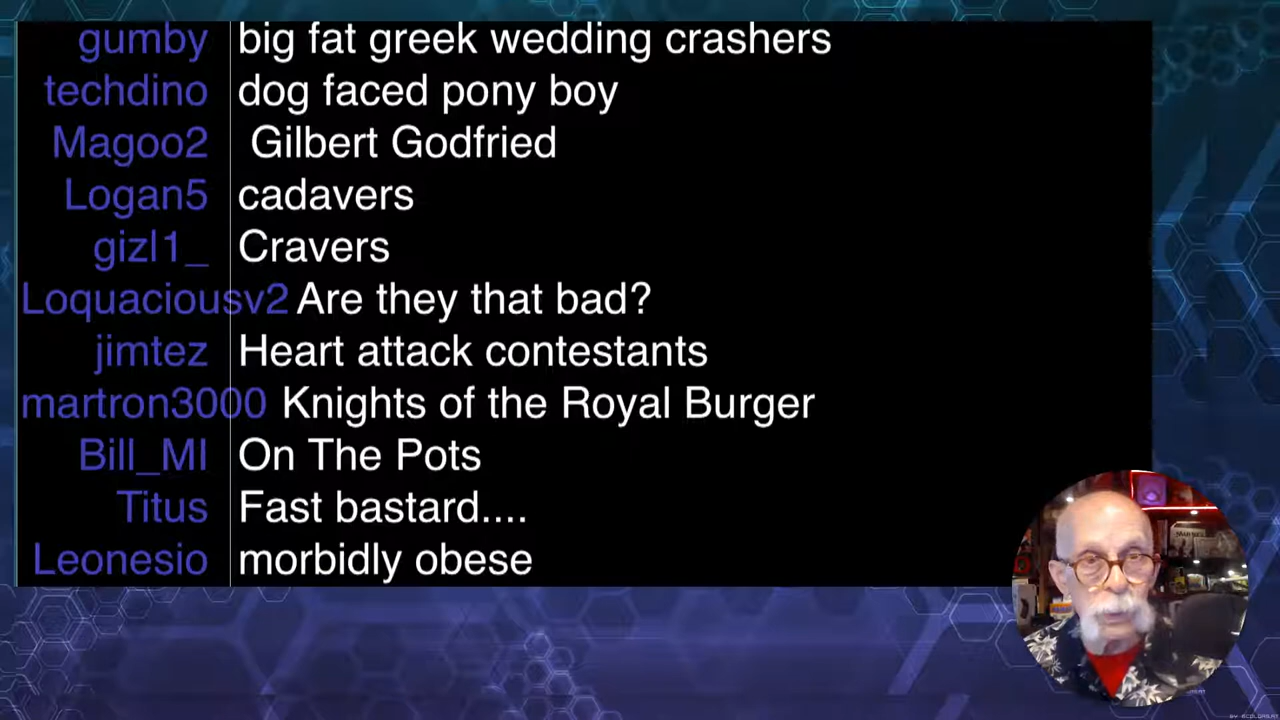 gumby big fat greek wedding crashers
techdino dog faced pony boy
Magoo2 Gilbert Godfried
Logan5 cadavers
gizl1_ Cravers
Loquaciousv2 Are they that bad?
jimtez Heart attack contestants
martron3000 Knights of the Royal Burger
Bill_MI On The Pots
Titus Fast bastard....
Leonesio morbidly obese